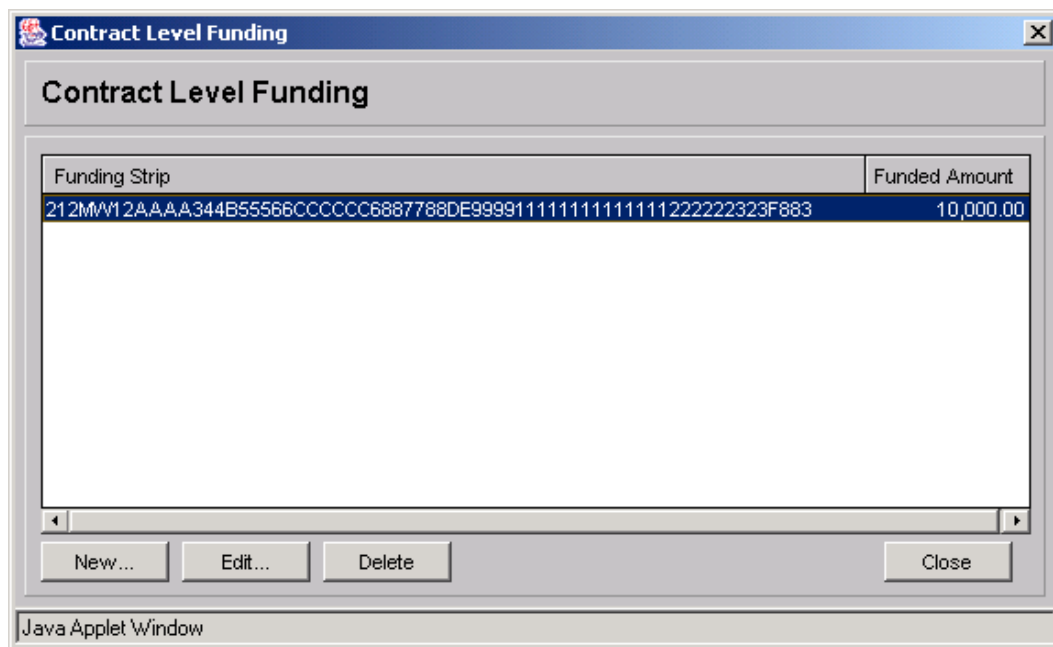 Contract Level Funding
Contract Level Funding
Funding Strip Funded Amount
212MW12AAAA344B55566CCCCCC6887788DE999911111111111111222222323F883 10,000.00
New... Edit... Delete Close
Java Applet Window